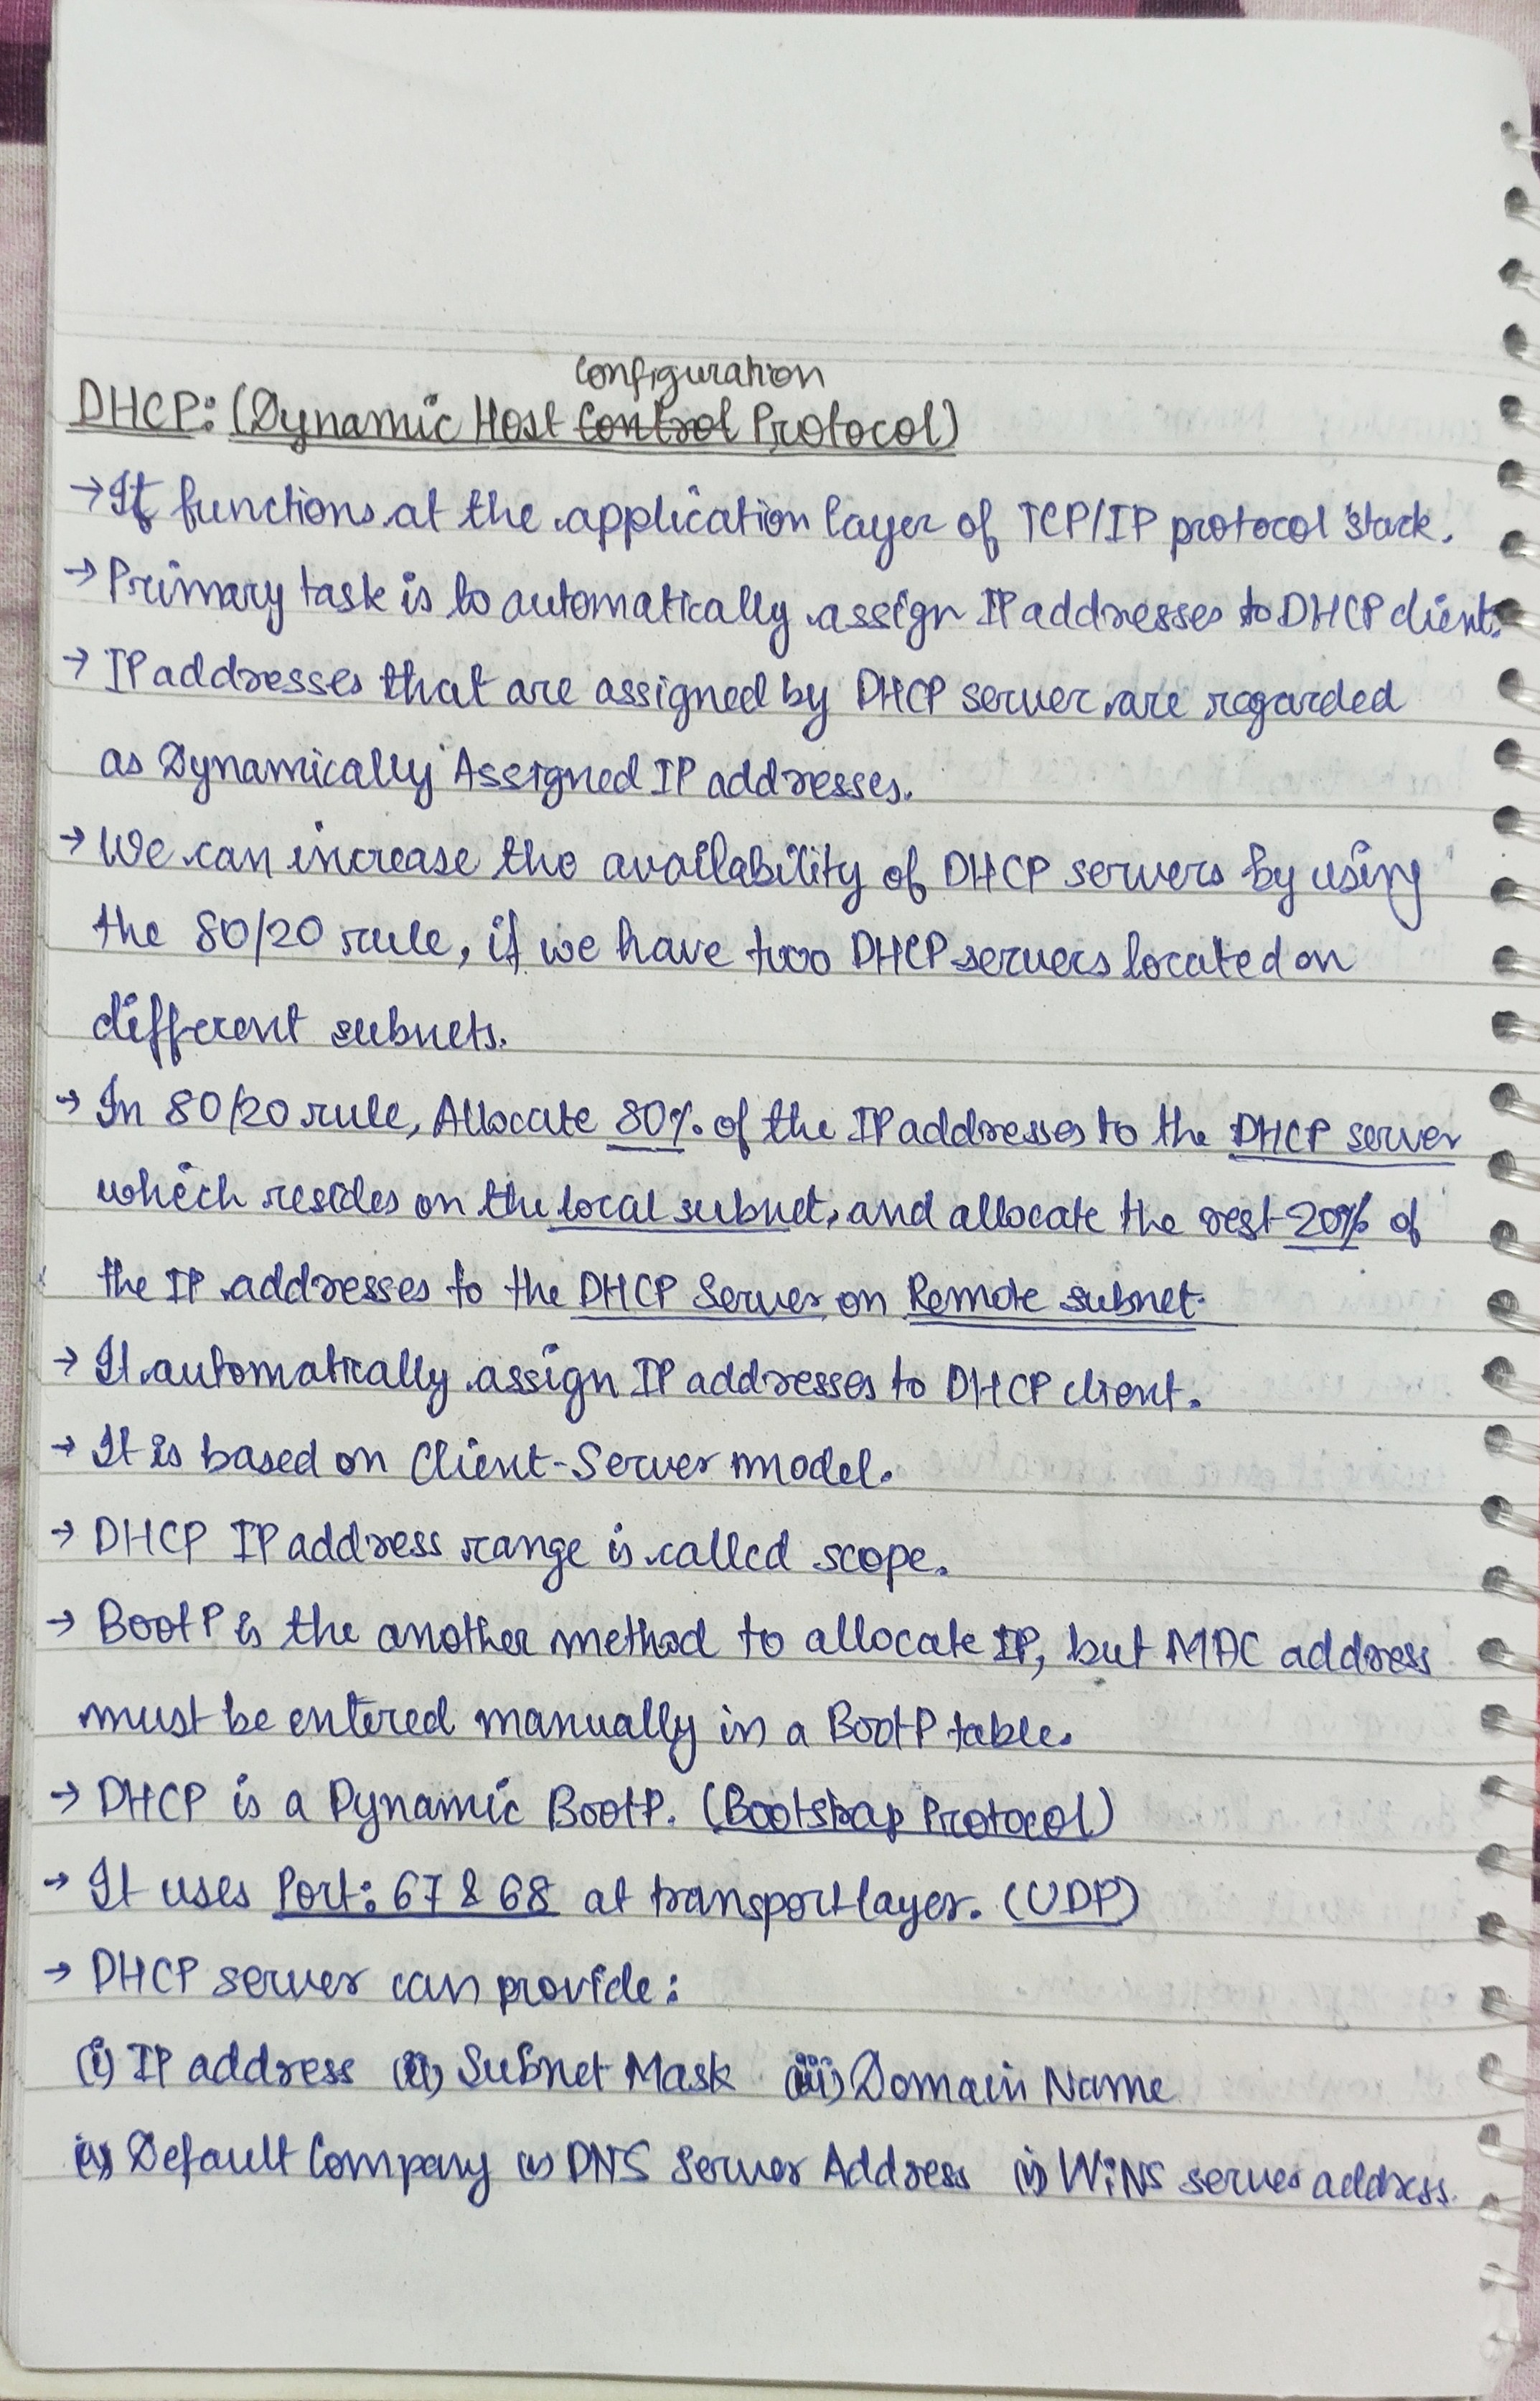 configuration
DHCP: (Dynamic Host Control Protocol)
→ It functions at the application layer of TCP/IP protocol stack.
→ Primary task is to automatically assign IP addresses to DHCP client.
→ IP addresses that are assigned by DHCP server are regarded
as Dynamically Assigned IP addresses.
→ We can increase the availability of DHCP servers by using
the 80/20 rule, if we have two DHCP servers located on
different subnets.
→ In 80/20 rule, Allocate 80% of the IP addresses to the DHCP server
which resides on the local subnet, and allocate the rest 20% of
the IP addresses to the DHCP Server on Remote subnet.
→ It automatically assign IP addresses to DHCP client.
→ It is based on Client-Server model.
→ DHCP IP address range is called scope.
→ BootP is the another method to allocate IP, but MAC address
must be entered manually in a BootP table.
→ DHCP is a Dynamic BootP. (Bootstrap Protocol)
→ It uses Port: 67 & 68 at transport layer. (UDP)
→ DHCP server can provide:
(i) IP address (ii) Subnet Mask (iii) Domain Name
(iv) Default Company (v) DNS Server Address (vi) WINS server address.